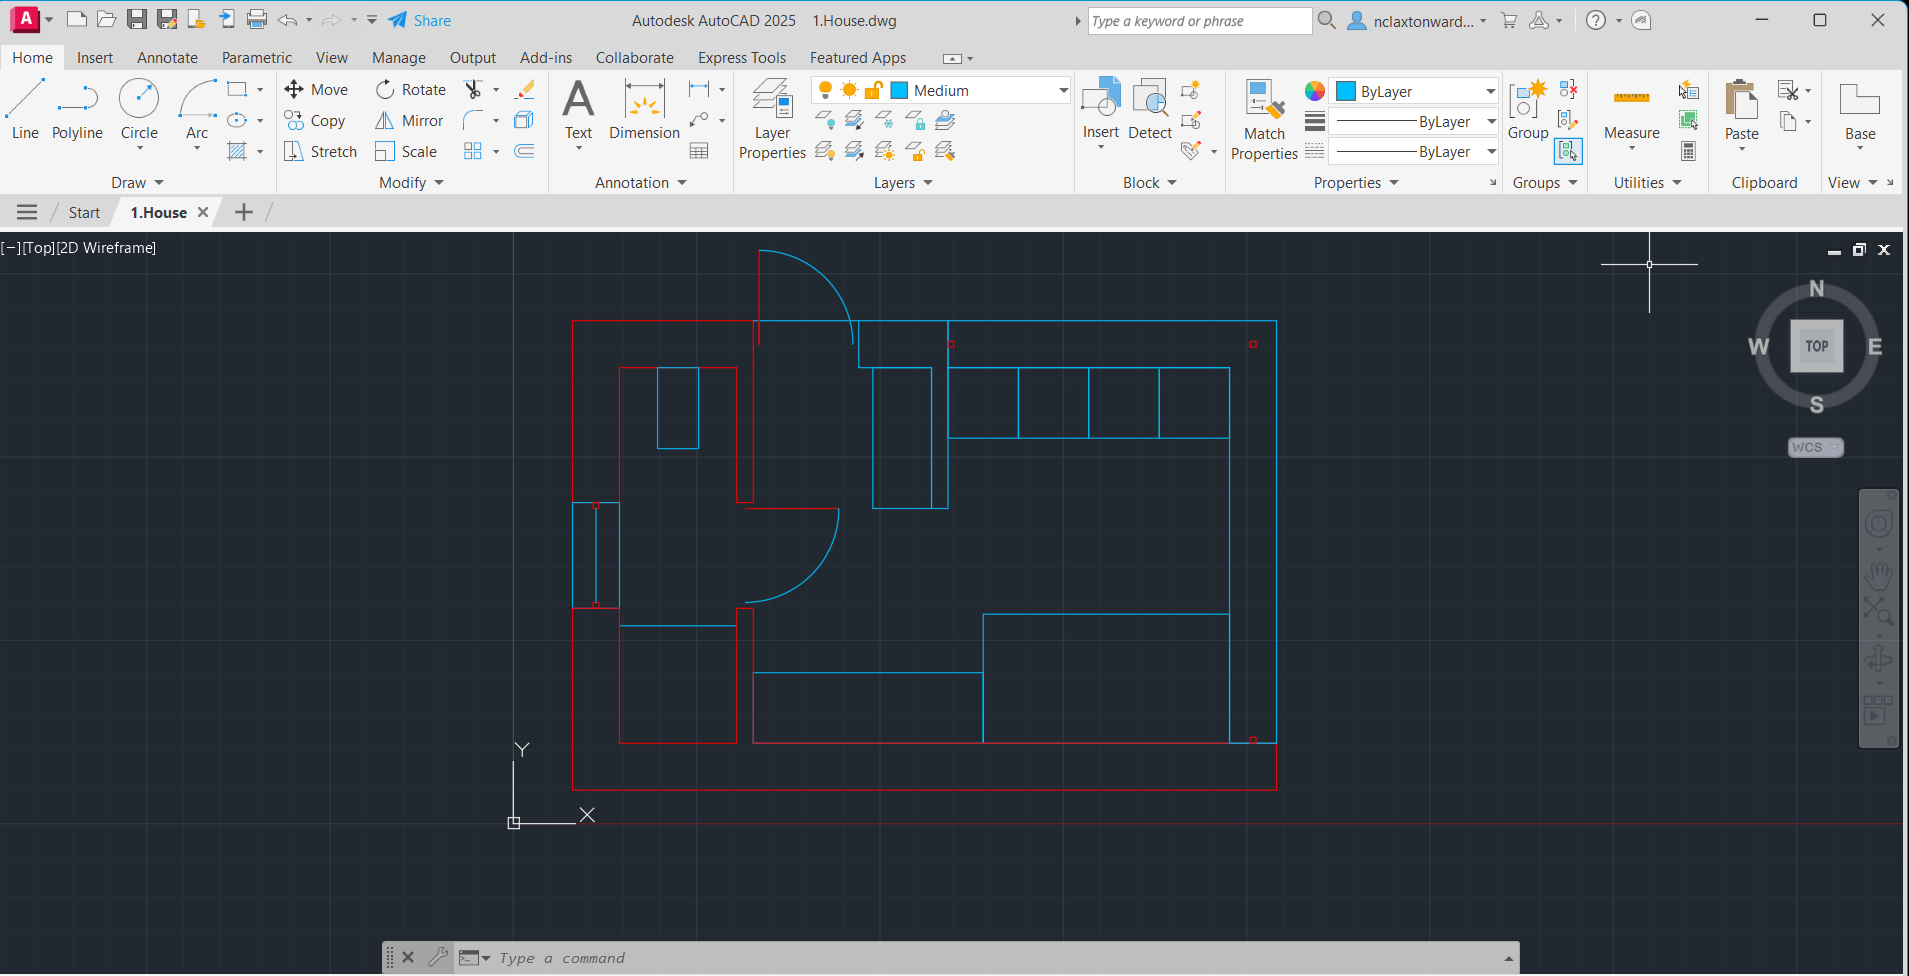 A Share Autodesk AutoCAD 2025 1.House.dwg Type a keyword or phrase nclaxtonward... ?
Home Insert Annotate Parametric View Manage Output Add-ins Collaborate Express Tools Featured Apps
Line Polyline Circle Arc
Move Rotate
Copy Mirror
Stretch Scale
Text Dimension
Layer Properties
Medium
Insert Detect
Match Properties
ByLayer
ByLayer
ByLayer
Group
Measure
Paste
Base
Draw Modify Annotation Layers Block Properties Groups Utilities Clipboard View
Start 1.House
[−][Top][2D Wireframe]
N
W TOP E
S
WCS
Y
X
Type a command